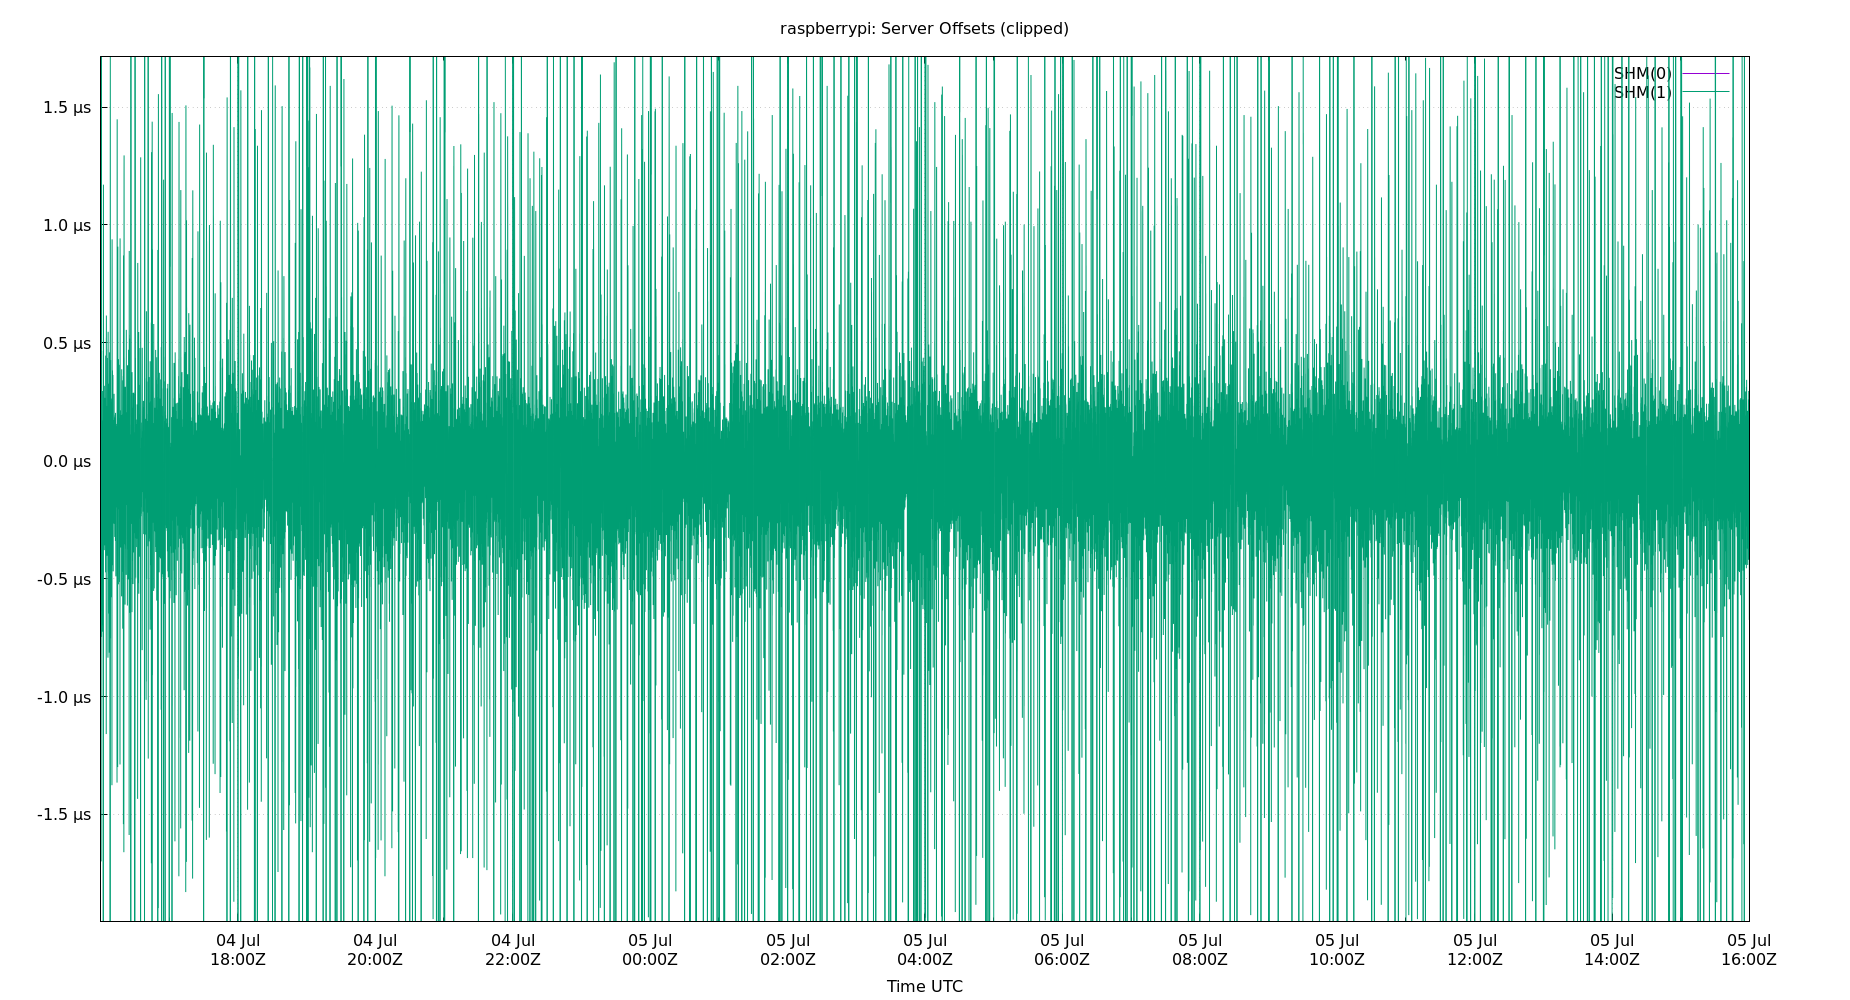 raspberrypi: Server Offsets (clipped)
SHM(0)
SHM(1)
1.5 µs
1.0 µs
0.5 µs
0.0 µs
-0.5 µs
-1.0 µs
-1.5 µs
04 Jul 04 Jul 04 Jul 05 Jul 05 Jul 05 Jul 05 Jul 05 Jul 05 Jul 05 Jul 05 Jul 05 Jul
18:00Z 20:00Z 22:00Z 00:00Z 02:00Z 04:00Z 06:00Z 08:00Z 10:00Z 12:00Z 14:00Z 16:00Z
Time UTC